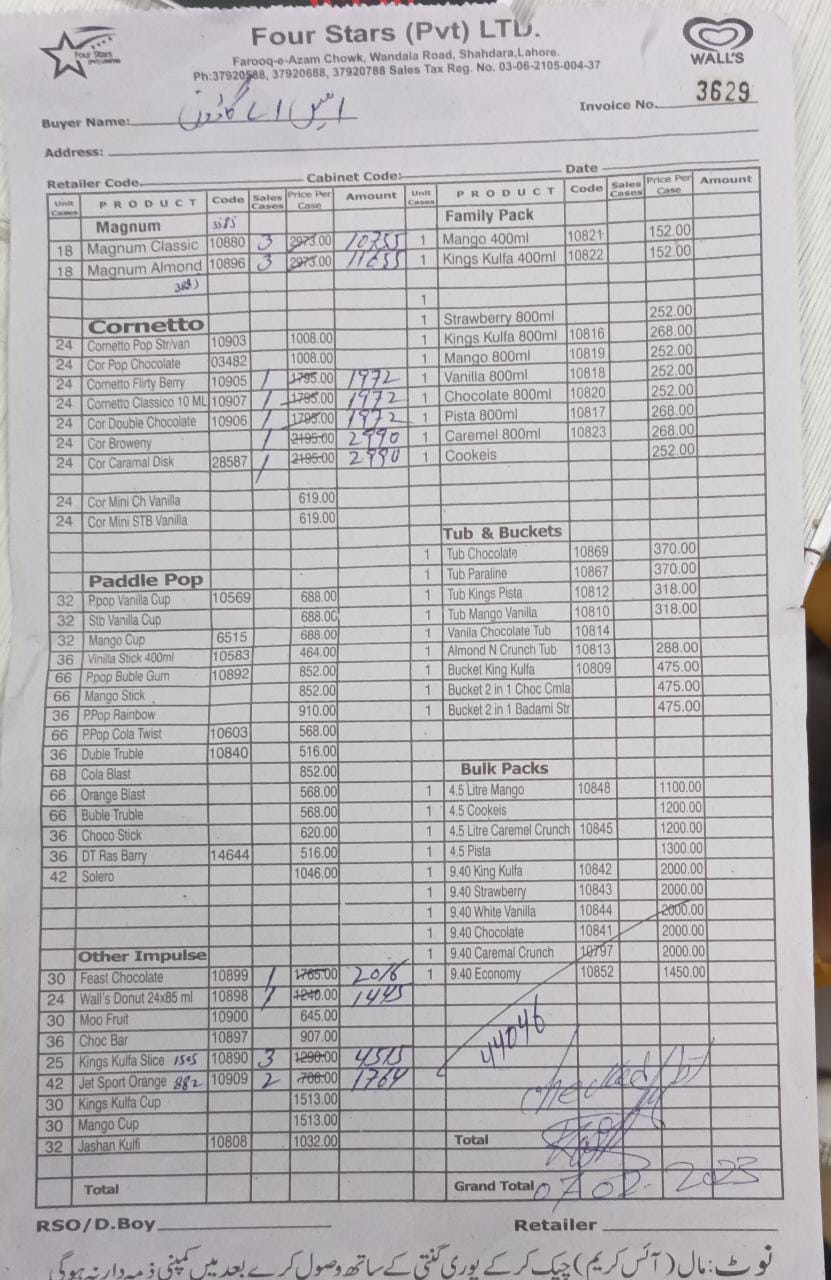 Four Stars (Pvt) LTD.
Four Stars
(PVT) LIMITED
WALL'S
Farooq-e-Azam Chowk, Wandala Road, Shahdara, Lahore.
Ph:37920588, 37920688, 37920788 Sales Tax Reg. No. 03-06-2105-004-37
Buyer Name:
Invoice No. 3629
Address:
Retailer Code. Cabinet Code: Date
Unit Cases PRODUCT Code Sales Cases Price Per Case Amount
Magnum 3585
18 Magnum Classic 10880 3 2973.00 10755
18 Magnum Almond 10896 3 2973.00 11655
Cornetto
24 Cornetto Pop Str/van 10903 1008.00
24 Cor Pop Chocolate 03482 1008.00
24 Cornetto Flirty Berry 10905 1 1795.00 1972
24 Cornetto Classico 10 ML 10907 1 1795.00 1972
24 Cor Double Chocolate 10906 1 1795.00 1972
24 Cor Broweny 1 2195.00 2990
24 Cor Caramal Disk 28587 1 2195.00 2990
24 Cor Mini Ch Vanilla 619.00
24 Cor Mini STB Vanilla 619.00
Paddle Pop
32 P.pop Vanilla Cup 10569 688.00
32 Stb Vanilla Cup 688.00
32 Mango Cup 6515 688.00
36 Vinilla Stick 400ml 10583 464.00
66 P.pop Buble Gum 10892 852.00
66 Mango Stick 852.00
36 P.Pop Rainbow 910.00
66 P.Pop Cola Twist 10603 568.00
36 Duble Truble 10840 516.00
68 Cola Blast 852.00
66 Orange Blast 568.00
66 Buble Truble 568.00
36 Choco Stick 620.00
36 DT Ras Barry 14644 516.00
42 Solero 1046.00
Other Impulse
30 Feast Chocolate 10899 1 1765.00 2016
24 Wall's Donut 24x85 ml 10898 1 1240.00 1445
30 Moo Fruit 10900 645.00
36 Choc Bar 10897 907.00
25 Kings Kulfa Slice 1505 10890 3 1290.00 4515
42 Jet Sport Orange 882 10909 2 706.00 1764
30 Kings Kulfa Cup 1513.00
30 Mango Cup 1513.00
32 Jashan Kulfi 10808 1032.00
Total
Unit Cases PRODUCT Code Sales Cases Price Per Case Amount
Family Pack
1 Mango 400ml 10821 152.00
1 Kings Kulfa 400ml 10822 152.00
1
1 Strawberry 800ml 252.00
1 Kings Kulfa 800ml 10816 268.00
1 Mango 800ml 10819 252.00
1 Vanilla 800ml 10818 252.00
1 Chocolate 800ml 10820 252.00
1 Pista 800ml 10817 268.00
1 Caremel 800ml 10823 268.00
1 Cookeis 252.00
Tub & Buckets
1 Tub Chocolate 10869 370.00
1 Tub Paraline 10867 370.00
1 Tub Kings Pista 10812 318.00
1 Tub Mango Vanilla 10810 318.00
1 Vanila Chocolate Tub 10814
1 Almond N Crunch Tub 10813 288.00
1 Bucket King Kulfa 10809 475.00
1 Bucket 2 in 1 Choc Cmla 475.00
1 Bucket 2 in 1 Badami Str 475.00
Bulk Packs
1 4.5 Litre Mango 10848 1100.00
1 4.5 Cookeis 1200.00
1 4.5 Litre Caremel Crunch 10845 1200.00
1 4.5 Pista 1300.00
1 9.40 King Kulfa 10842 2000.00
1 9.40 Strawberry 10843 2000.00
1 9.40 White Vanilla 10844 2000.00
1 9.40 Chocolate 10841 2000.00
1 9.40 Caremal Crunch 10797 2000.00
1 9.40 Economy 10852 1450.00
44046
Checked by
Total
Grand Total 07-02-2023
RSO/D.Boy Retailer
نوٹ: مال (آئس کریم) چیک کر کے پوری گنتی کے ساتھ وصول کرے بعد میں کمپنی ذمہ دار نہ ہوگی